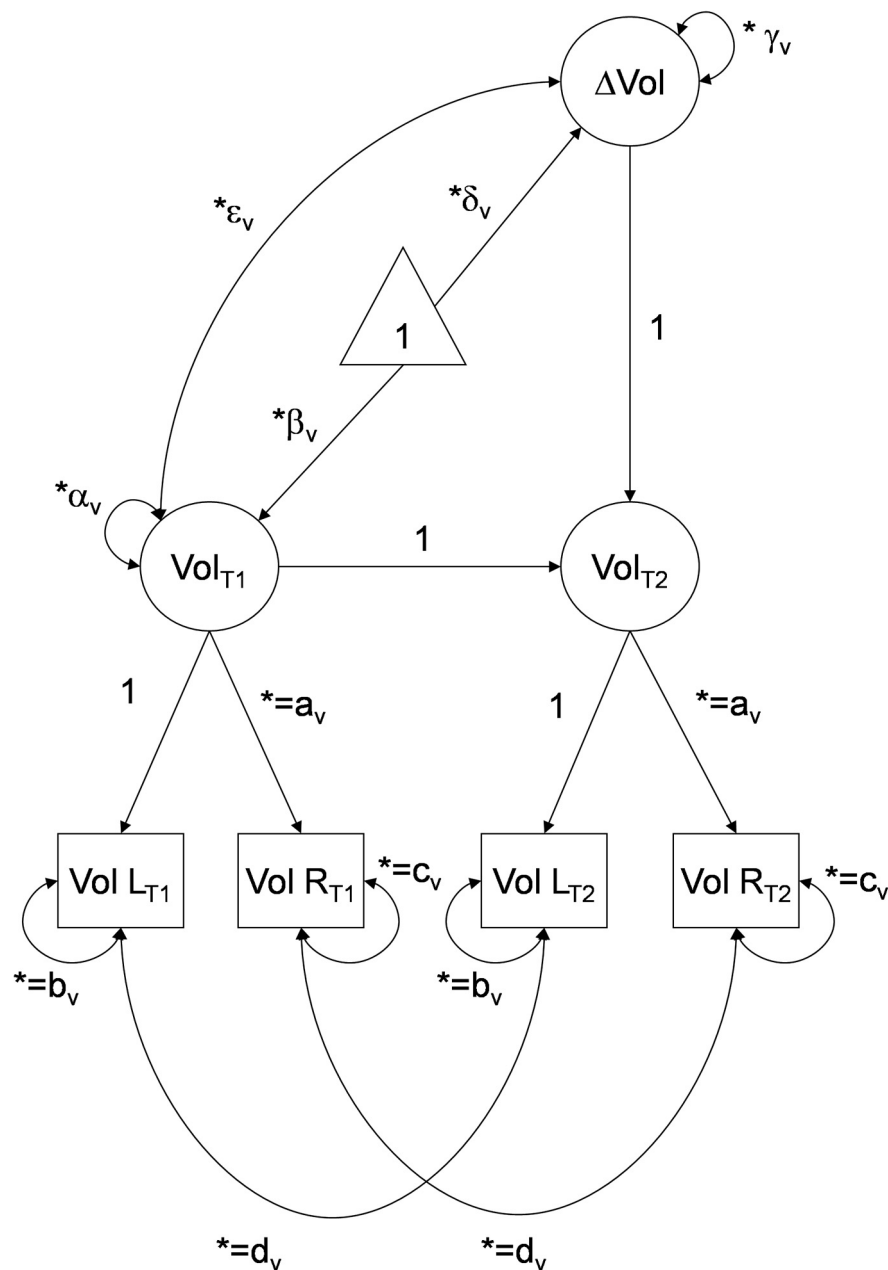 * γv
ΔVol
*δv
*εv
1
1
*βv
*αv
1
VolT1
VolT2
1
*=av
1
*=av
Vol LT1
Vol RT1
*=cv
Vol LT2
Vol RT2
*=cv
*=bv
*=bv
*=dv
*=dv